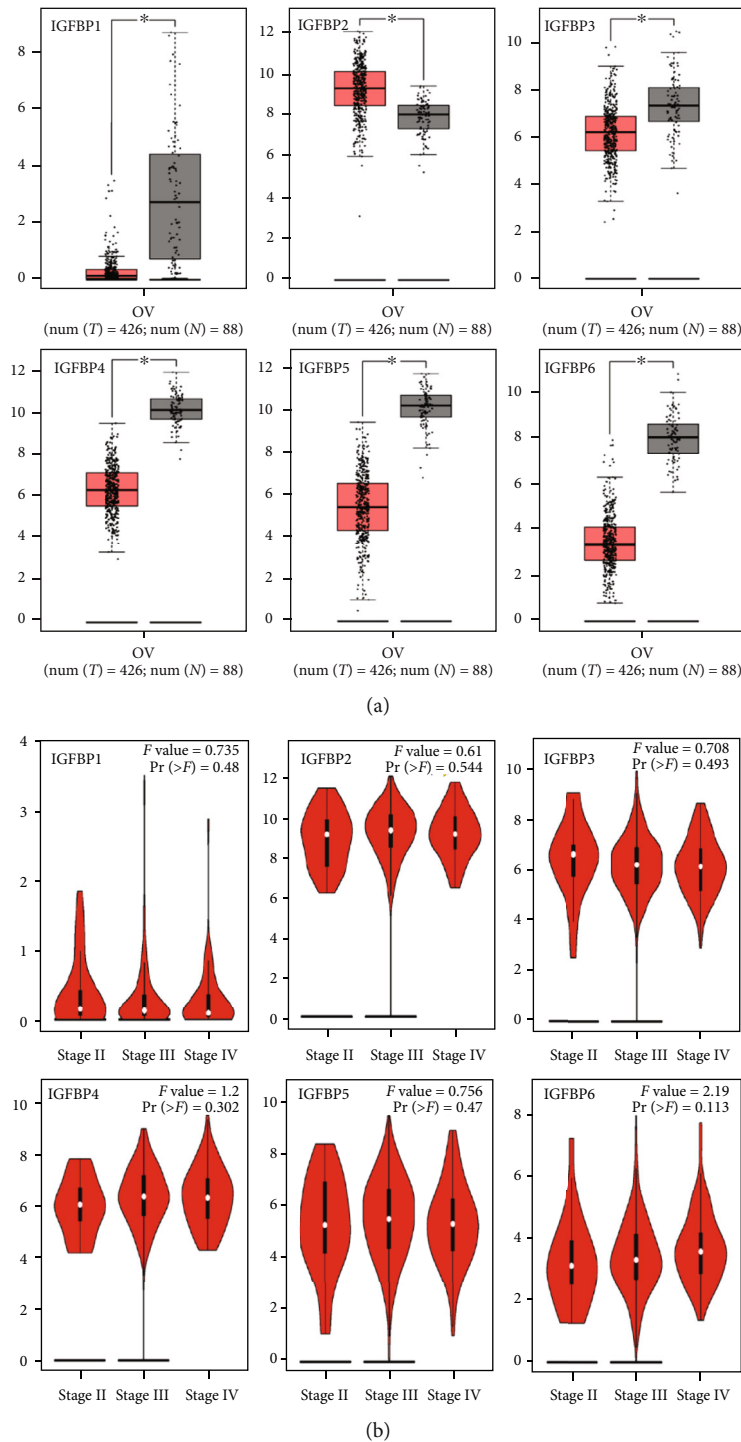 IGFBP1
*
8
6
4
2
0
OV
(num (T) = 426; num (N) = 88)
IGFBP2
*
12
10
8
6
4
2
0
OV
(num (T) = 426; num (N) = 88)
IGFBP3
*
10
8
6
4
2
0
OV
(num (T) = 426; num (N) = 88)
IGFBP4
*
12
10
8
6
4
2
0
OV
(num (T) = 426; num (N) = 88)
IGFBP5
*
12
10
8
6
4
2
0
OV
(num (T) = 426; num (N) = 88)
IGFBP6
*
10
8
6
4
2
0
OV
(num (T) = 426; num (N) = 88)
(a)
IGFBP1
F value = 0.735
Pr (>F) = 0.48
4
3
2
1
0
Stage II Stage III Stage IV
IGFBP2
F value = 0.61
Pr (>F) = 0.544
12
10
8
6
4
2
0
Stage II Stage III Stage IV
IGFBP3
F value = 0.708
Pr (>F) = 0.493
10
8
6
4
2
0
Stage II Stage III Stage IV
IGFBP4
F value = 1.2
Pr (>F) = 0.302
10
8
6
4
2
0
Stage II Stage III Stage IV
IGFBP5
F value = 0.756
Pr (>F) = 0.47
8
6
4
2
0
Stage II Stage III Stage IV
IGFBP6
F value = 2.19
Pr (>F) = 0.113
8
6
4
2
0
Stage II Stage III Stage IV
(b)